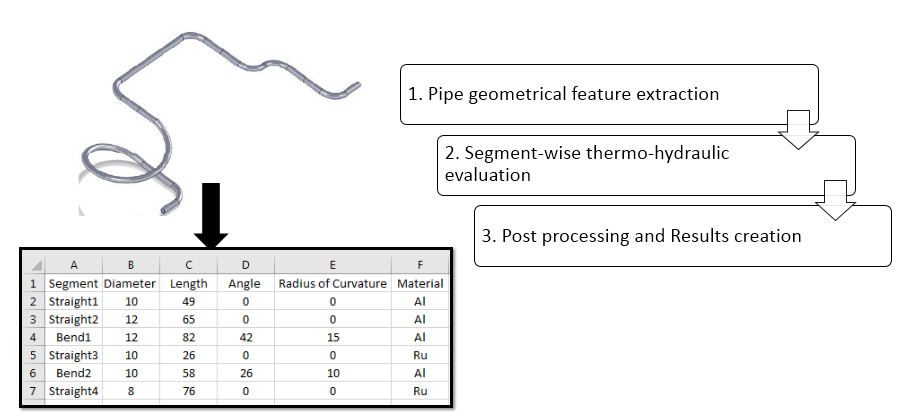 1. Pipe geometrical feature extraction
2. Segment-wise thermo-hydraulic
evaluation
3. Post processing and Results creation
A B C D E F
1 Segment Diameter Length Angle Radius of Curvature Material
2 Straight1 10 49 0 0 Al
3 Straight2 12 65 0 0 Al
4 Bend1 12 82 42 15 Al
5 Straight3 10 26 0 0 Ru
6 Bend2 10 58 26 10 Al
7 Straight4 8 76 0 0 Ru